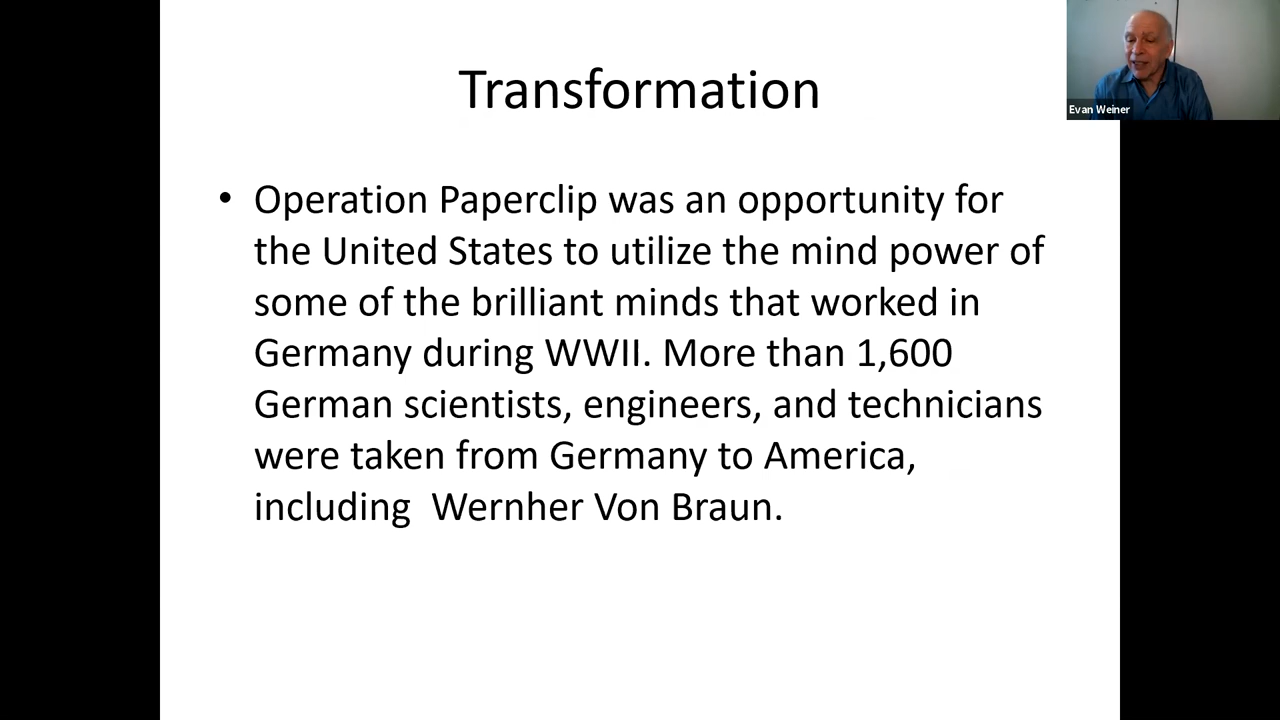 Transformation
Evan Weiner
• Operation Paperclip was an opportunity for
the United States to utilize the mind power of
some of the brilliant minds that worked in
Germany during WWII. More than 1,600
German scientists, engineers, and technicians
were taken from Germany to America,
including  Wernher Von Braun.